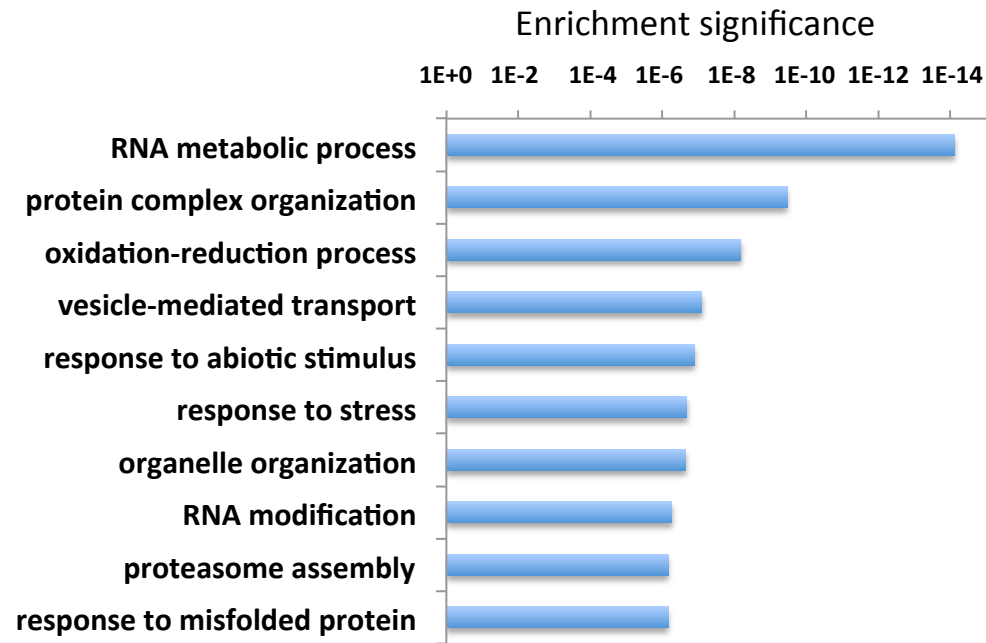 Enrichment significance
1E+0 1E-2 1E-4 1E-6 1E-8 1E-10 1E-12 1E-14
RNA metabolic process
protein complex organization
oxidation-reduction process
vesicle-mediated transport
response to abiotic stimulus
response to stress
organelle organization
RNA modification
proteasome assembly
response to misfolded protein